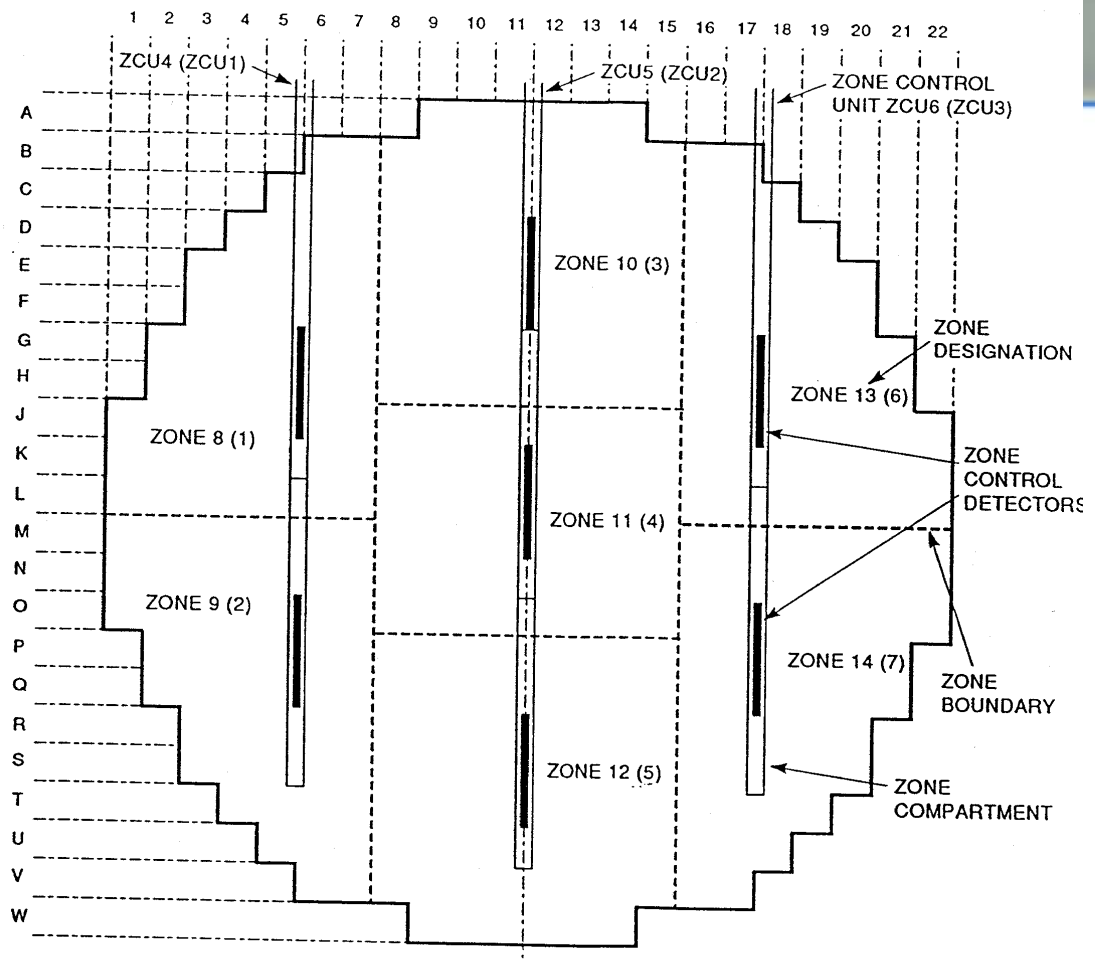 1 2 3 4 5 6 7 8 9 10 11 12 13 14 15 16 17 18 19 20 21 22
ZCU4 (ZCU1)
ZCU5 (ZCU2)
ZONE CONTROL
UNIT ZCU6 (ZCU3)
A
B
C
D
E
F
G
H
J
K
L
M
N
O
P
Q
R
S
T
U
V
W
ZONE 10 (3)
ZONE
DESIGNATION
ZONE 13 (6)
ZONE 8 (1)
ZONE
CONTROL
DETECTORS
ZONE 11 (4)
ZONE 9 (2)
ZONE 14 (7)
ZONE
BOUNDARY
ZONE 12 (5)
ZONE
COMPARTMENT